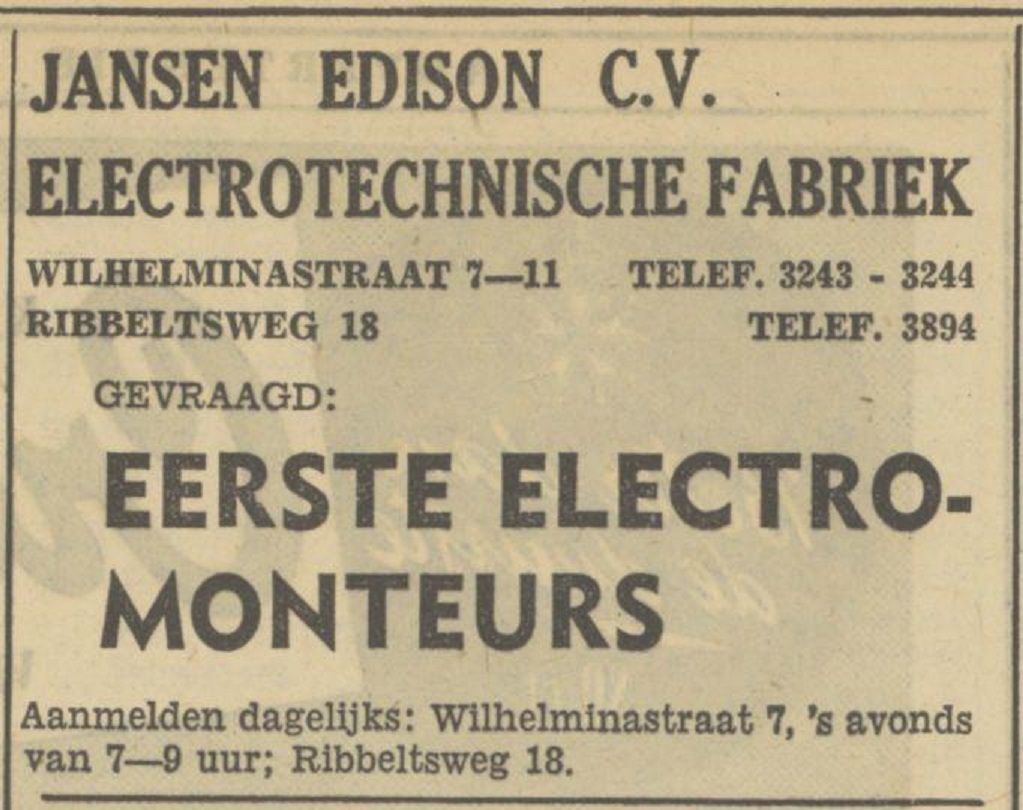 JANSEN EDISON C.V.
ELECTROTECHNISCHE FABRIEK
WILHELMINASTRAAT 7—11 TELEF. 3243 - 3244
RIBBELTSWEG 18 TELEF. 3894
GEVRAAGD:
EERSTE ELECTRO-
MONTEURS
Aanmelden dagelijks: Wilhelminastraat 7, 's avonds
van 7—9 uur; Ribbeltsweg 18.